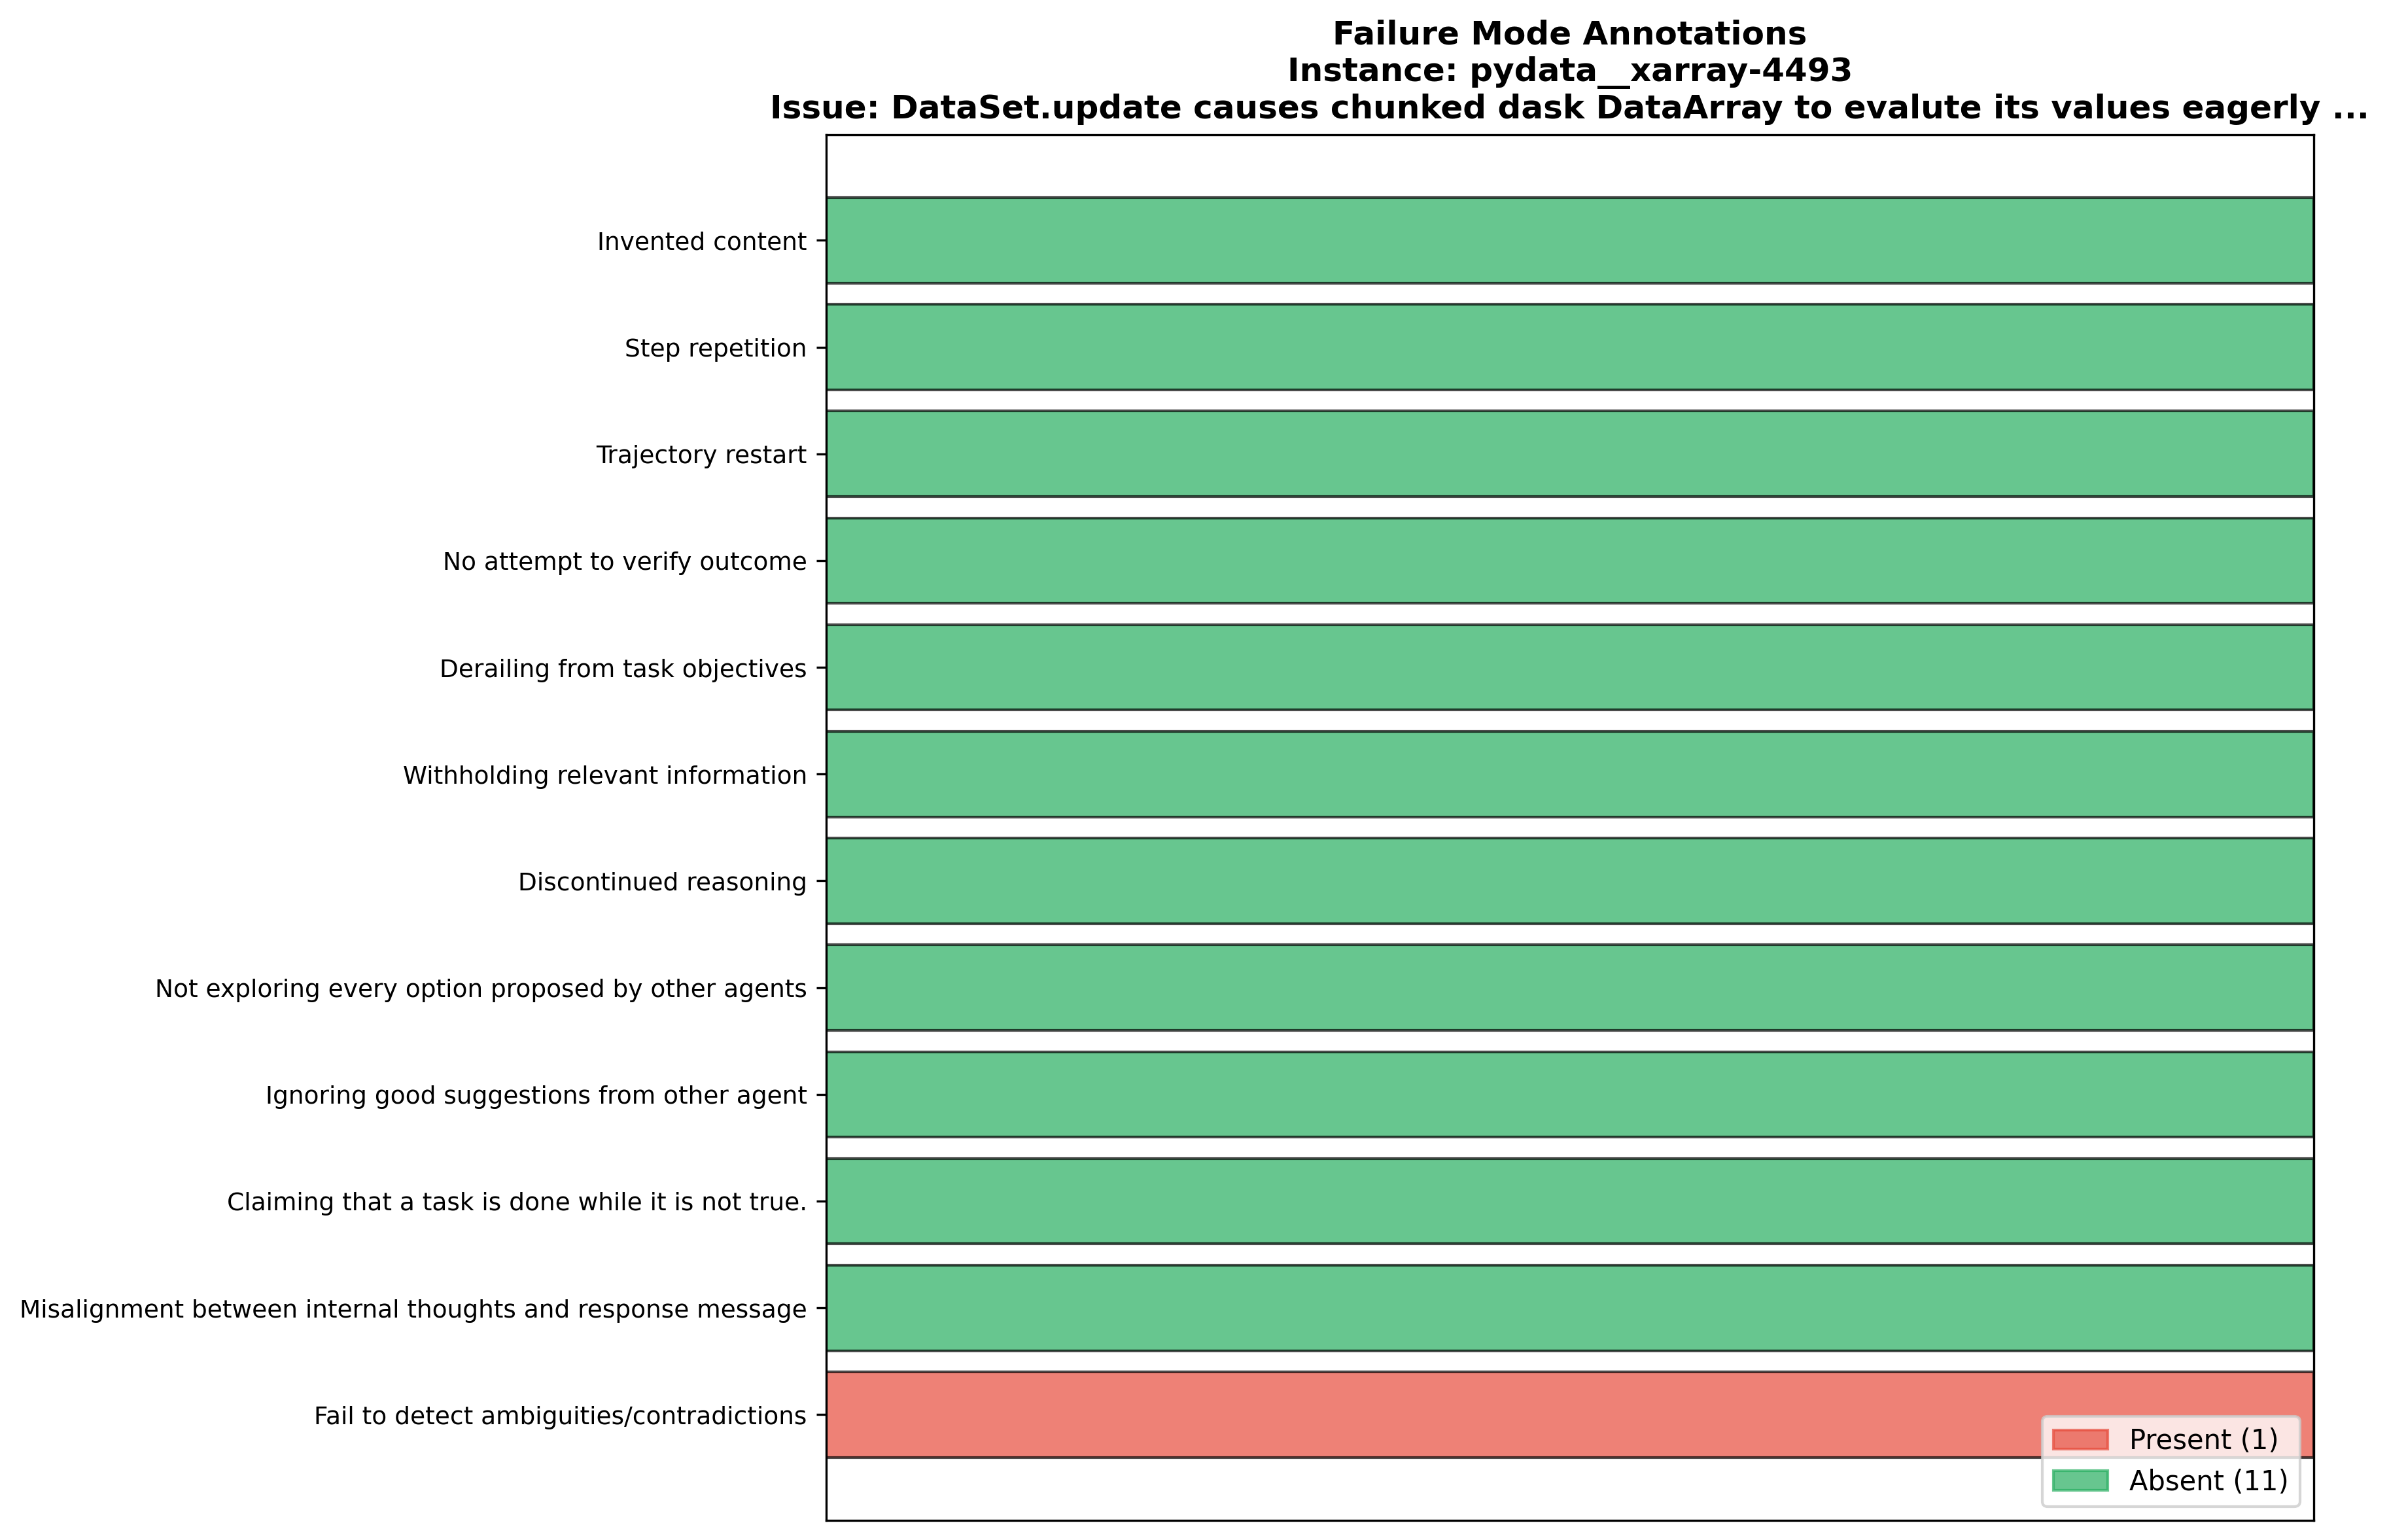 Failure Mode Annotations
Instance: pydata__xarray-4493
Issue: DataSet.update causes chunked dask DataArray to evalute its values eagerly ...
Invented content
Step repetition
Trajectory restart
No attempt to verify outcome
Derailing from task objectives
Withholding relevant information
Discontinued reasoning
Not exploring every option proposed by other agents
Ignoring good suggestions from other agent
Claiming that a task is done while it is not true.
Misalignment between internal thoughts and response message
Fail to detect ambiguities/contradictions
Present (1)
Absent (11)